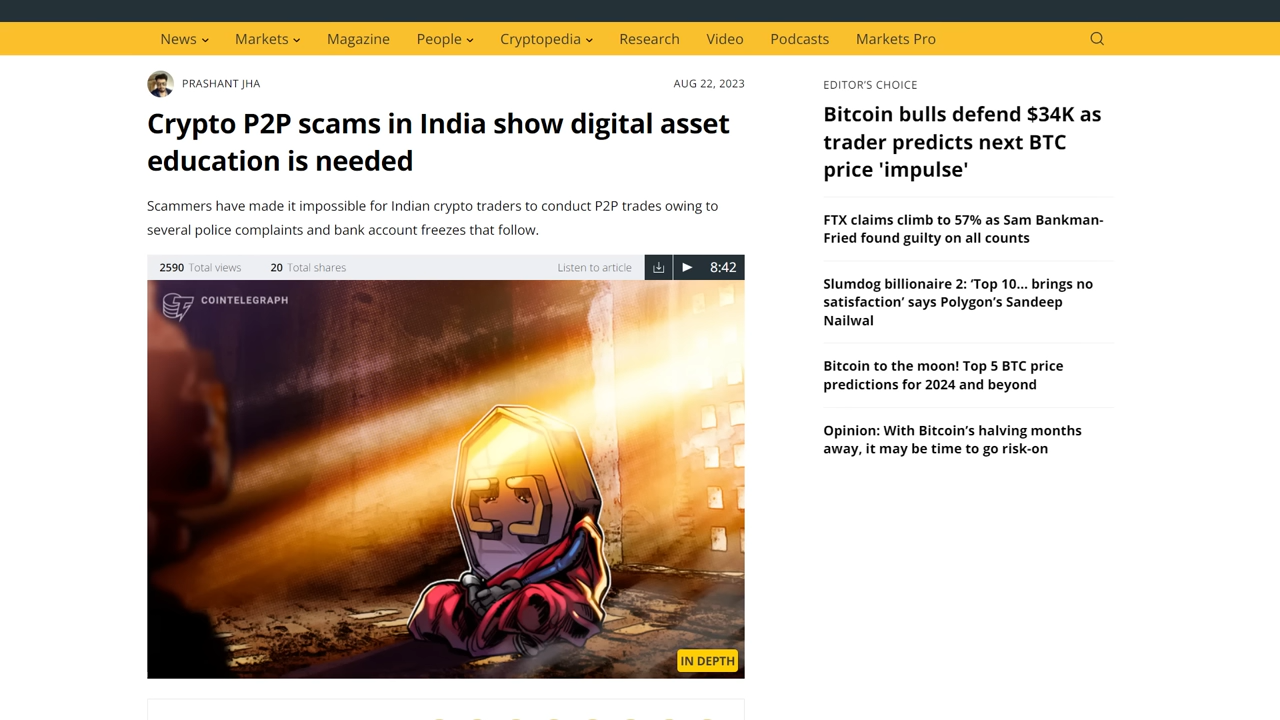 News Markets Magazine People Cryptopedia Research Video Podcasts Markets Pro
PRASHANT JHA
AUG 22, 2023
Crypto P2P scams in India show digital asset
education is needed
Scammers have made it impossible for Indian crypto traders to conduct P2P trades owing to
several police complaints and bank account freezes that follow.
2590 Total views 20 Total shares Listen to article 8:42
COINTELEGRAPH
IN DEPTH
EDITOR'S CHOICE
Bitcoin bulls defend $34K as
trader predicts next BTC
price 'impulse'
FTX claims climb to 57% as Sam Bankman-
Fried found guilty on all counts
Slumdog billionaire 2: ‘Top 10… brings no
satisfaction’ says Polygon’s Sandeep
Nailwal
Bitcoin to the moon! Top 5 BTC price
predictions for 2024 and beyond
Opinion: With Bitcoin’s halving months
away, it may be time to go risk-on